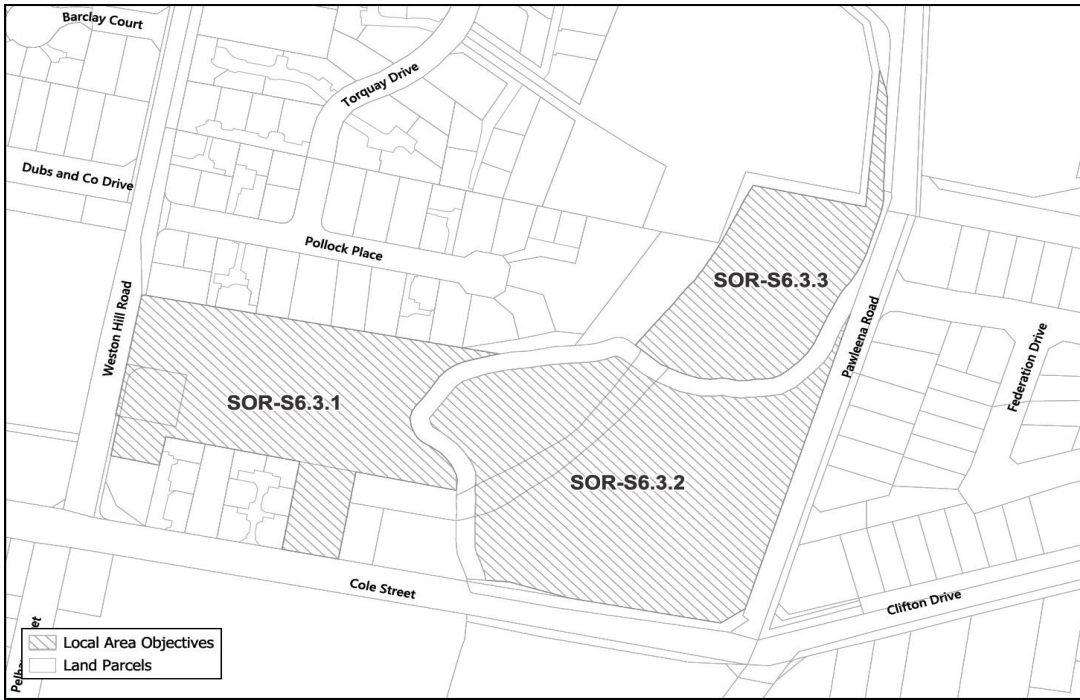 Barclay Court
Torquay Drive
Dubs and Co Drive
Pollock Place
Weston Hill Road
SOR-S6.3.3
SOR-S6.3.1
SOR-S6.3.2
Pawleena Road
Federation Drive
Cole Street
Clifton Drive
Local Area Objectives
Land Parcels